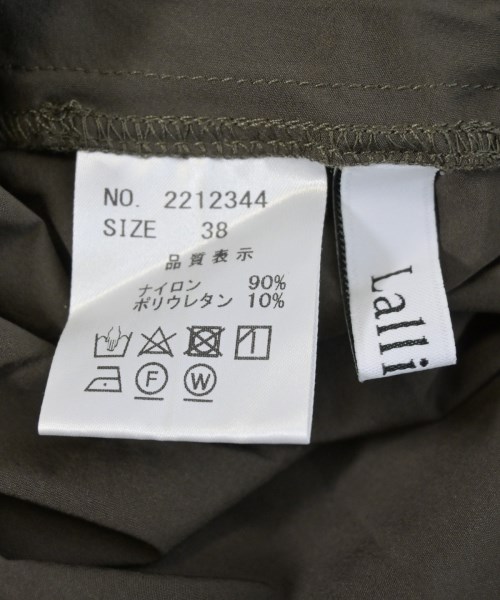 NO. 2212344
SIZE 38
品質表示
ナイロン 90%
ポリウレタン 10%
F W
Lalli